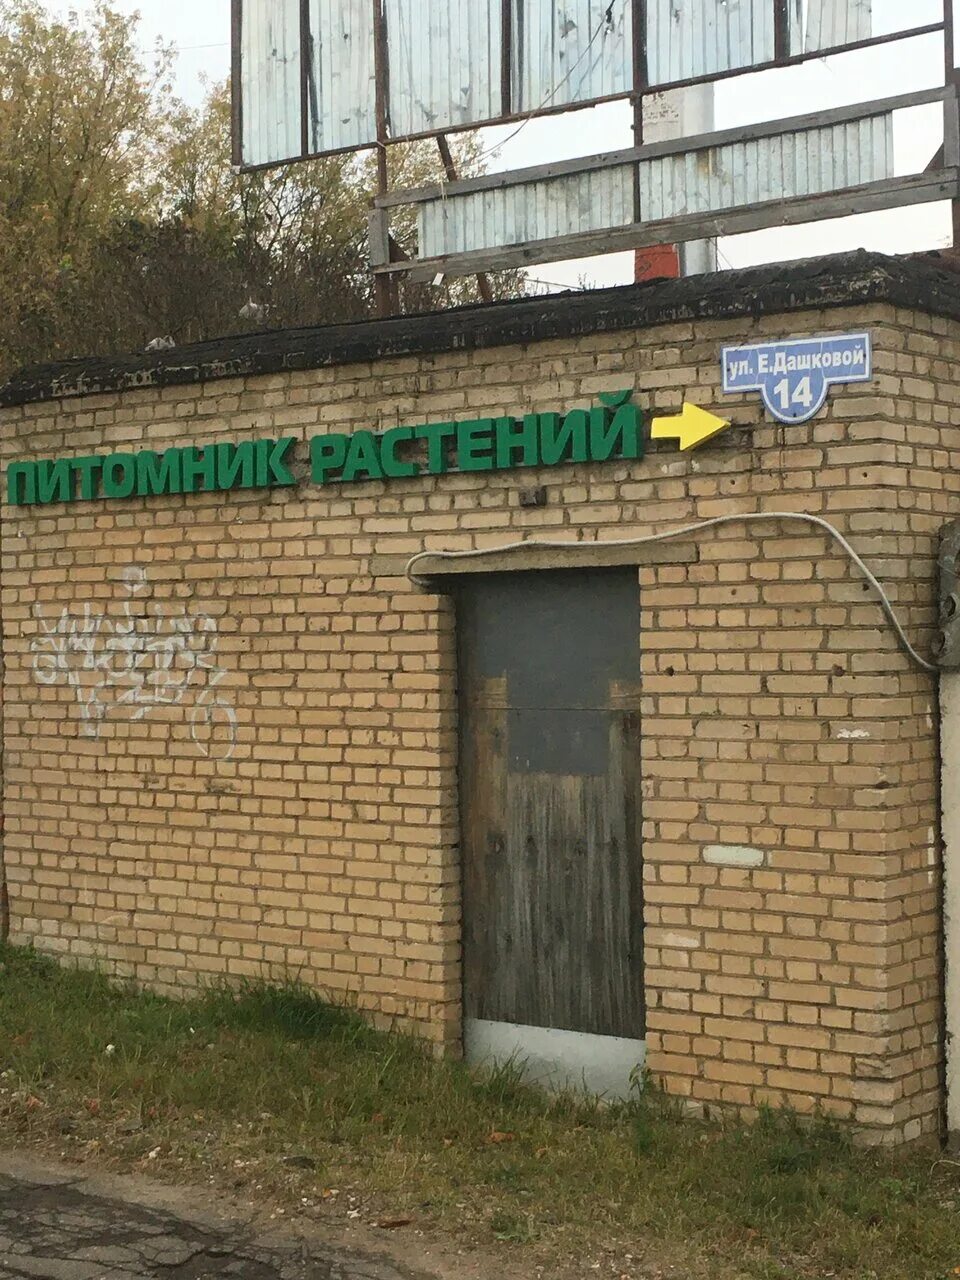 ПИТОМНИК РАСТЕНИЙ
ул. Е.Дашковой
14